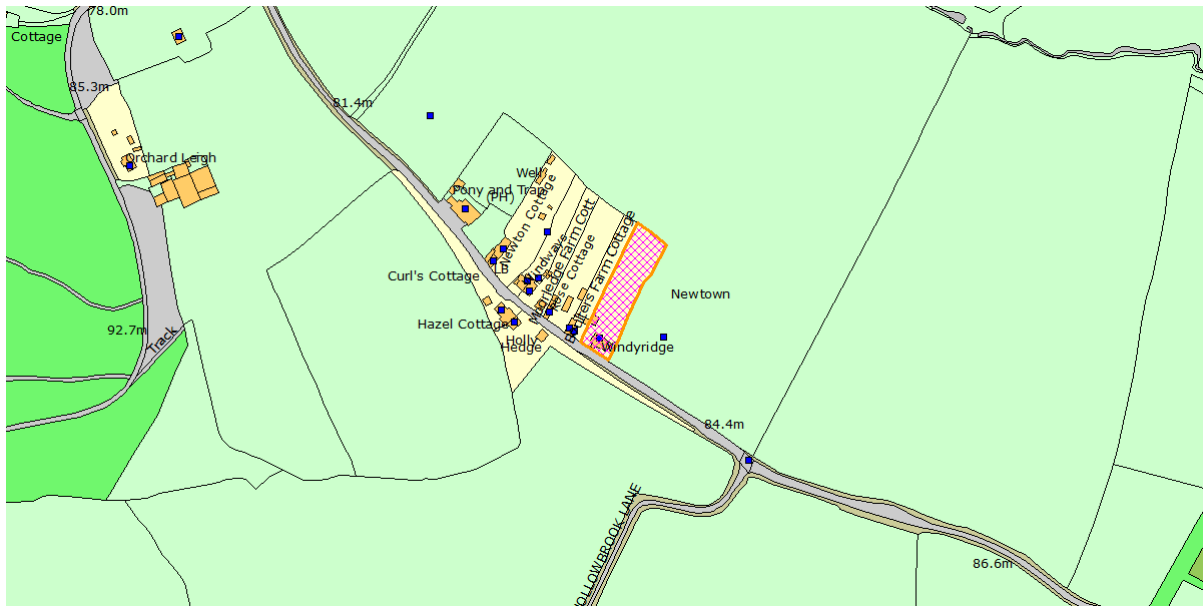 78.0m
Cottage
85.3m
81.4m
Orchard Leigh
Well
Pony and Trap
(PH)
Newton Cottage
LB
Curl's Cottage
Rose Cottage
Newtown
Hazel Cottage
Holly
Hedge
Windyridge
92.7m
Track
84.4m
HOLLOWBROOK LANE
86.6m